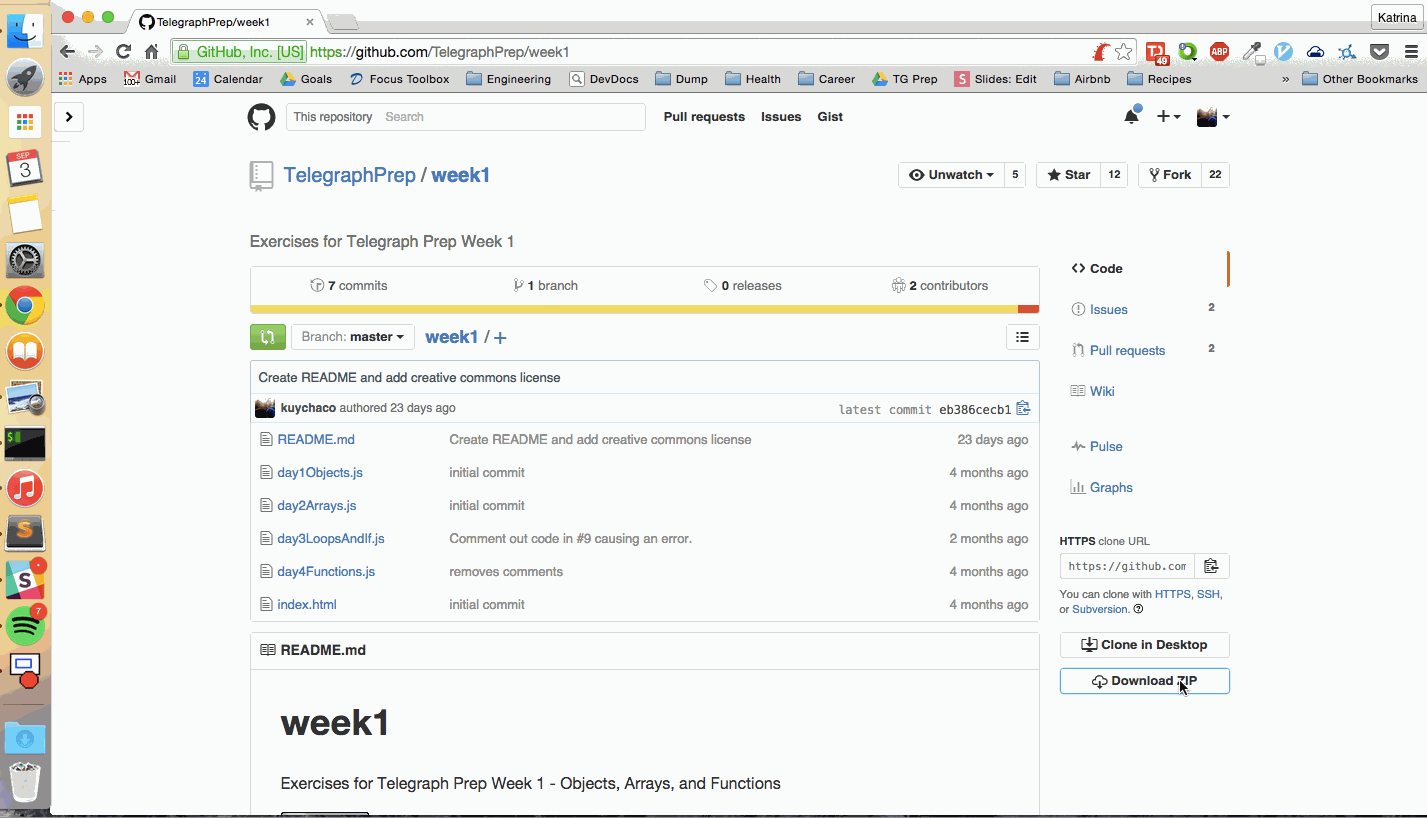 TelegraphPrep/week1
Katrina
GitHub, Inc. [US] https://github.com/TelegraphPrep/week1
49
ABP
Apps Gmail Calendar Goals Focus Toolbox Engineering DevDocs Dump Health Career TG Prep Slides: Edit Airbnb Recipes » Other Bookmarks
100+
24
SEP
3
7
This repository Search Pull requests Issues Gist
TelegraphPrep / week1
Unwatch 5 Star 12 Fork 22
Exercises for Telegraph Prep Week 1
7 commits 1 branch 0 releases 2 contributors
Branch: master week1 / +
Create README and add creative commons license
kuychaco authored 23 days ago latest commit eb386cecb1
README.md Create README and add creative commons license 23 days ago
day1Objects.js initial commit 4 months ago
day2Arrays.js initial commit 4 months ago
day3LoopsAndIf.js Comment out code in #9 causing an error. 2 months ago
day4Functions.js removes comments 4 months ago
index.html initial commit 4 months ago
README.md
week1
Exercises for Telegraph Prep Week 1 - Objects, Arrays, and Functions
Code
Issues 2
Pull requests 2
Wiki
Pulse
Graphs
HTTPS clone URL
https://github.com
You can clone with HTTPS, SSH,
or Subversion.
Clone in Desktop
Download ZIP